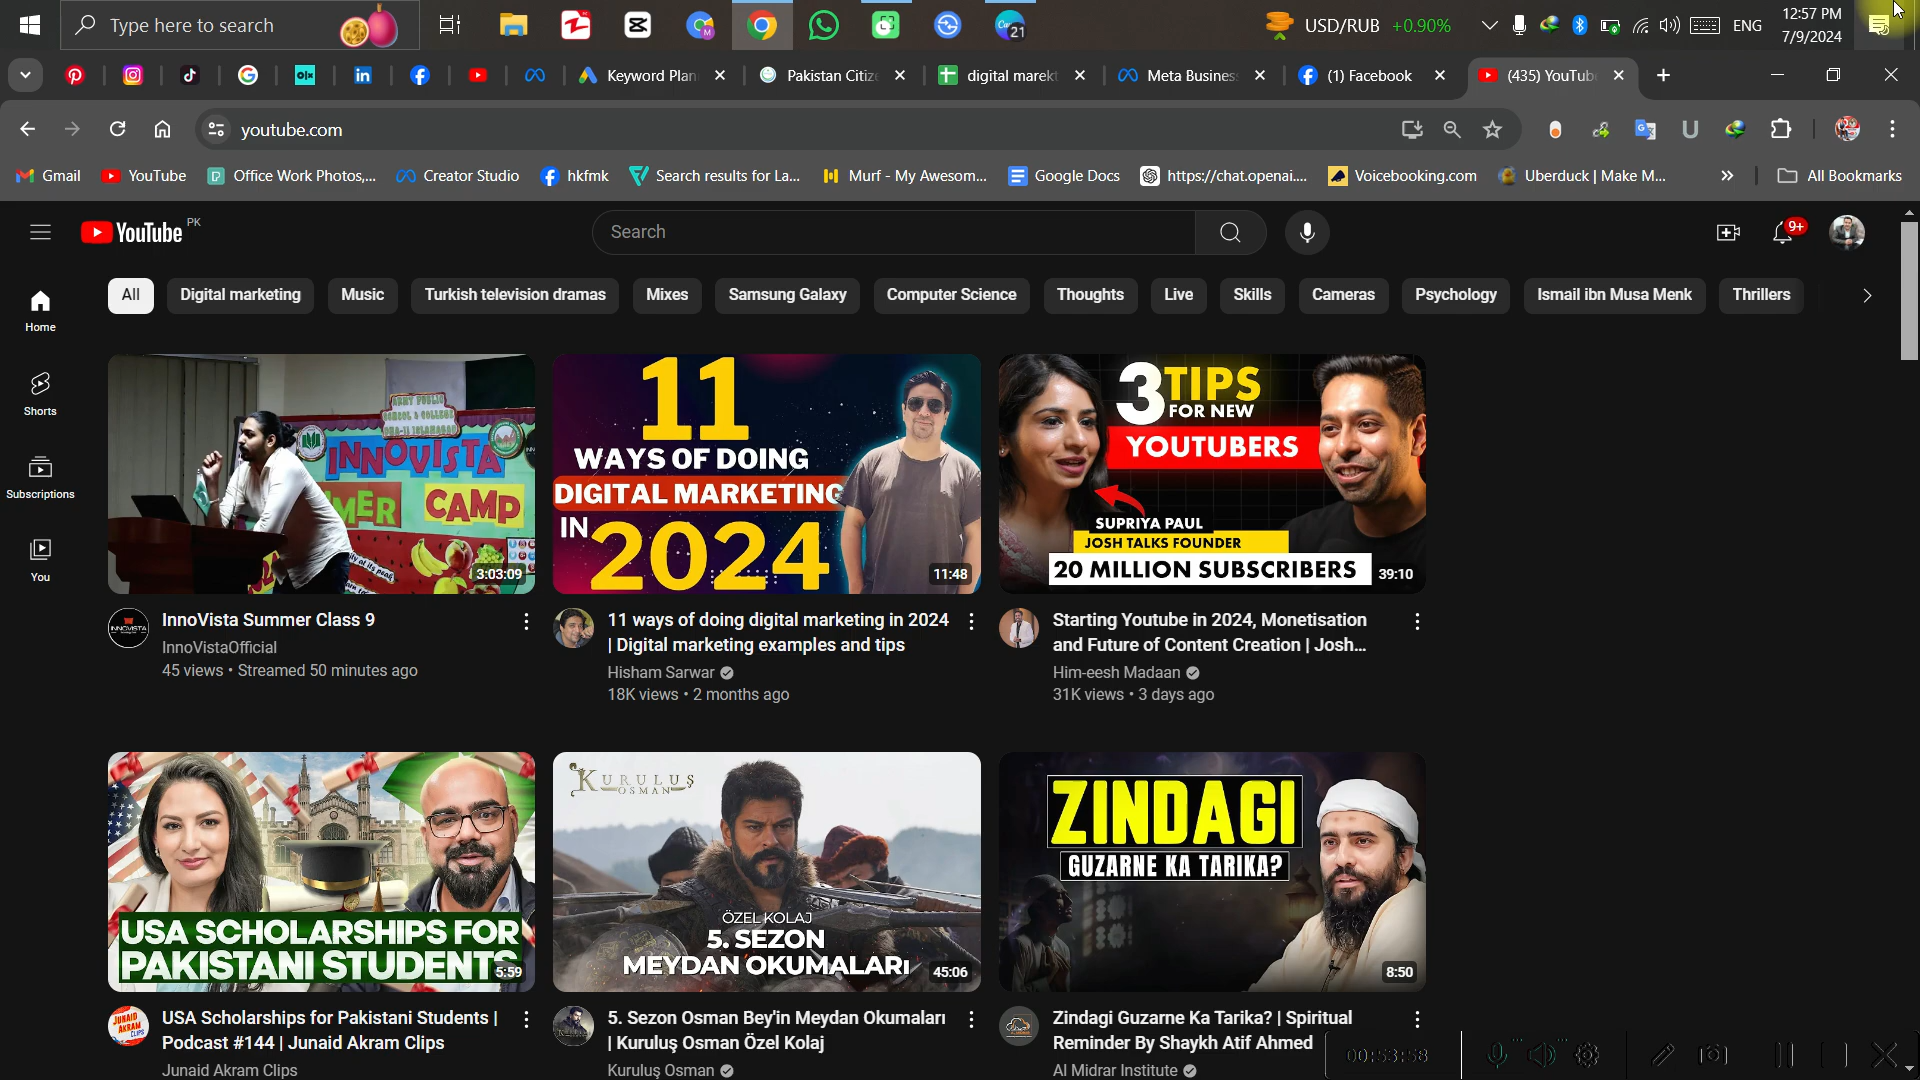 Type here to search
USD/RUB +0.90%
ENG
12:57 PM
7/9/2024
21
Keyword Plan
Pakistan Citize
digital marekt
Meta Business
(1) Facebook
(435) YouTub
youtube.com
Gmail
YouTube
Office Work Photos,...
Creator Studio
hkfmk
Search results for La...
Murf - My Awesom...
Google Docs
https://chat.openai....
Voicebooking.com
Uberduck | Make M...
All Bookmarks
YouTube PK
Search
9+
All
Digital marketing
Music
Turkish television dramas
Mixes
Samsung Galaxy
Computer Science
Thoughts
Live
Skills
Cameras
Psychology
Ismail ibn Musa Menk
Thrillers
Home
Shorts
Subscriptions
You
ARMY PUBLIC
SCHOOL & COLLEGE
INNOVISTA
MER CAMP
3:03:09
InnoVista Summer Class 9
InnoVistaOfficial
45 views • Streamed 50 minutes ago
11
WAYS OF DOING
DIGITAL MARKETING
IN 2024
11:48
11 ways of doing digital marketing in 2024
| Digital marketing examples and tips
Hisham Sarwar
18K views • 2 months ago
3 TIPS
FOR NEW
YOUTUBERS
SUPRIYA PAUL
JOSH TALKS FOUNDER
20 MILLION SUBSCRIBERS
39:10
Starting Youtube in 2024, Monetisation
and Future of Content Creation | Josh...
Him-eesh Madaan
31K views • 3 days ago
USA SCHOLARSHIPS FOR
PAKISTANI STUDENTS
5:59
USA Scholarships for Pakistani Students |
Podcast #144 | Junaid Akram Clips
Junaid Akram Clips
KURULUŞ
OSMAN
ÖZEL KOLAJ
5. SEZON
MEYDAN OKUMALARI
45:06
5. Sezon Osman Bey'in Meydan Okumaları
| Kuruluş Osman Özel Kolaj
Kuruluş Osman
ZINDAGI
GUZARNE KA TARIKA?
8:50
Zindagi Guzarne Ka Tarika? | Spiritual
Reminder By Shaykh Atif Ahmed
Al Midrar Institute
00:53:58